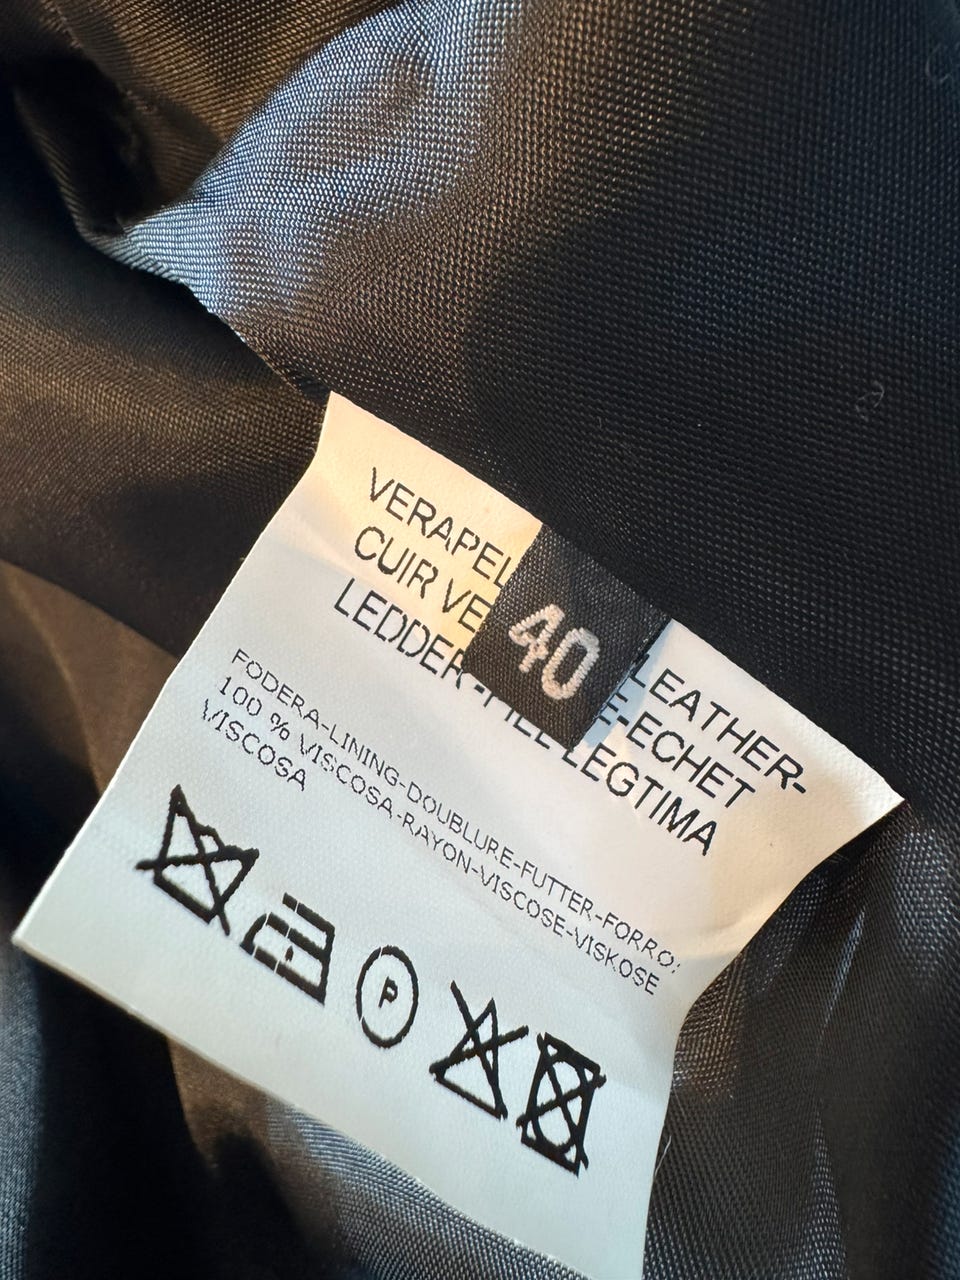 VERAPEL LEATHER-
CUIR VE E-ECHET
LEDDER-PIEL LEGTIMA
40
FODERA-LINING-DOUBLURE-FUTTER-FORRO:
100 % VISCOSA-RAYON-VISCOSE-VISKOSE
VISCOSA
P